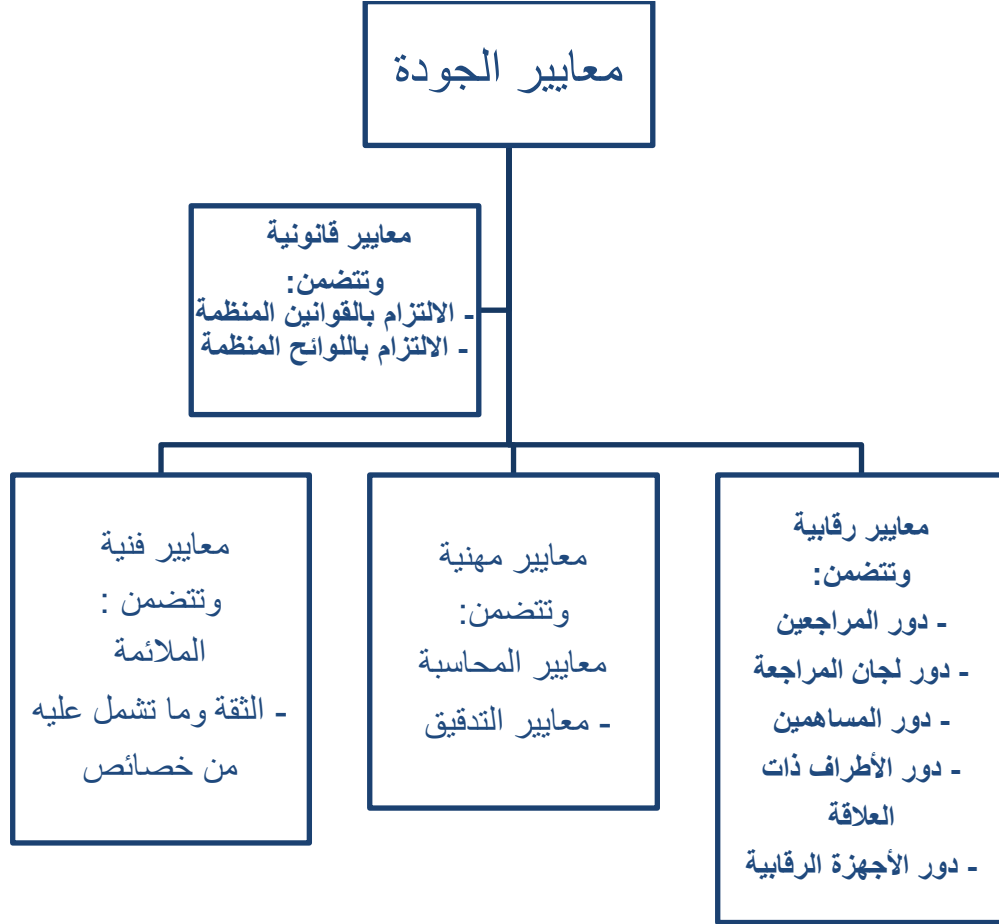 معايير الجودة
معايير قانونية
وتتضمن:
- الالتزام بالقوانين المنظمة
- الالتزام باللوائح المنظمة
معايير رقابية
وتتضمن:
- دور المراجعين
- دور لجان المراجعة
- دور المساهمين
- دور الأطراف ذات
العلاقة
- دور الأجهزة الرقابية
معايير مهنية
وتتضمن:
معايير المحاسبة
- معايير التدقيق
معايير فنية
وتتضمن :
الملائمة
- الثقة وما تشمل عليه
من خصائص